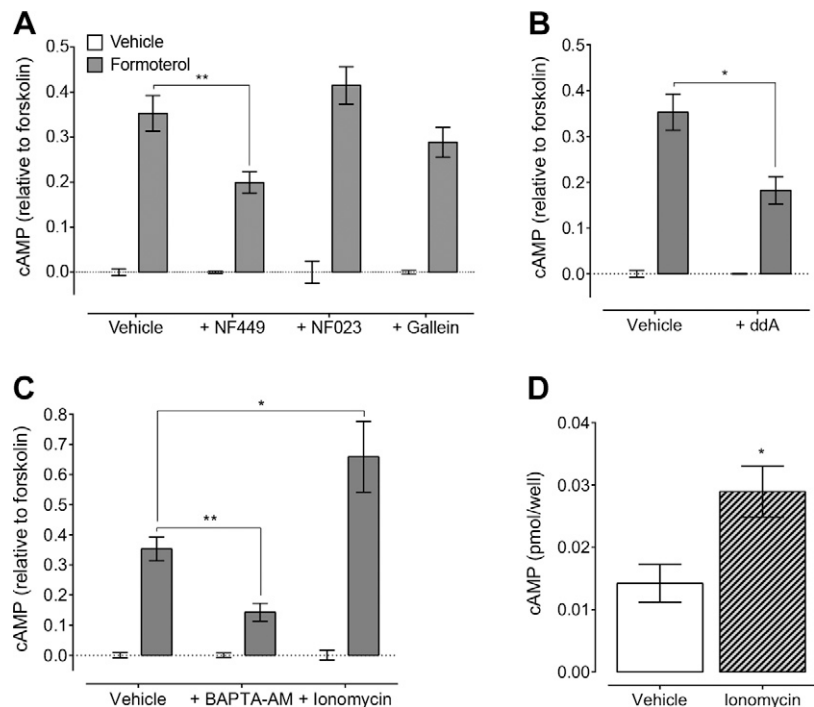 A
Vehicle
Formoterol
cAMP (relative to forskolin)
0.5
0.4
0.3
0.2
0.1
0.0
**
Vehicle
+ NF449
+ NF023
+ Gallein
B
cAMP (relative to forskolin)
0.5
0.4
0.3
0.2
0.1
0.0
*
Vehicle
+ ddA
C
cAMP (relative to forskolin)
0.8
0.7
0.6
0.5
0.4
0.3
0.2
0.1
0.0
*
**
Vehicle
+ BAPTA-AM
+ Ionomycin
D
cAMP (pmol/well)
0.04
0.03
0.02
0.01
0.00
*
Vehicle
Ionomycin